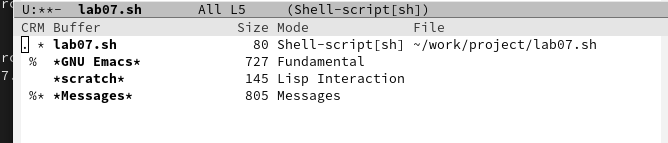 U:**-  lab07.sh       All L5     (Shell-script[sh])
CRM Buffer              Size Mode             File
. * lab07.sh              80 Shell-script[sh] ~/work/project/lab07.sh
 %  *GNU Emacs*          727 Fundamental
    *scratch*            145 Lisp Interaction
 %* *Messages*           805 Messages